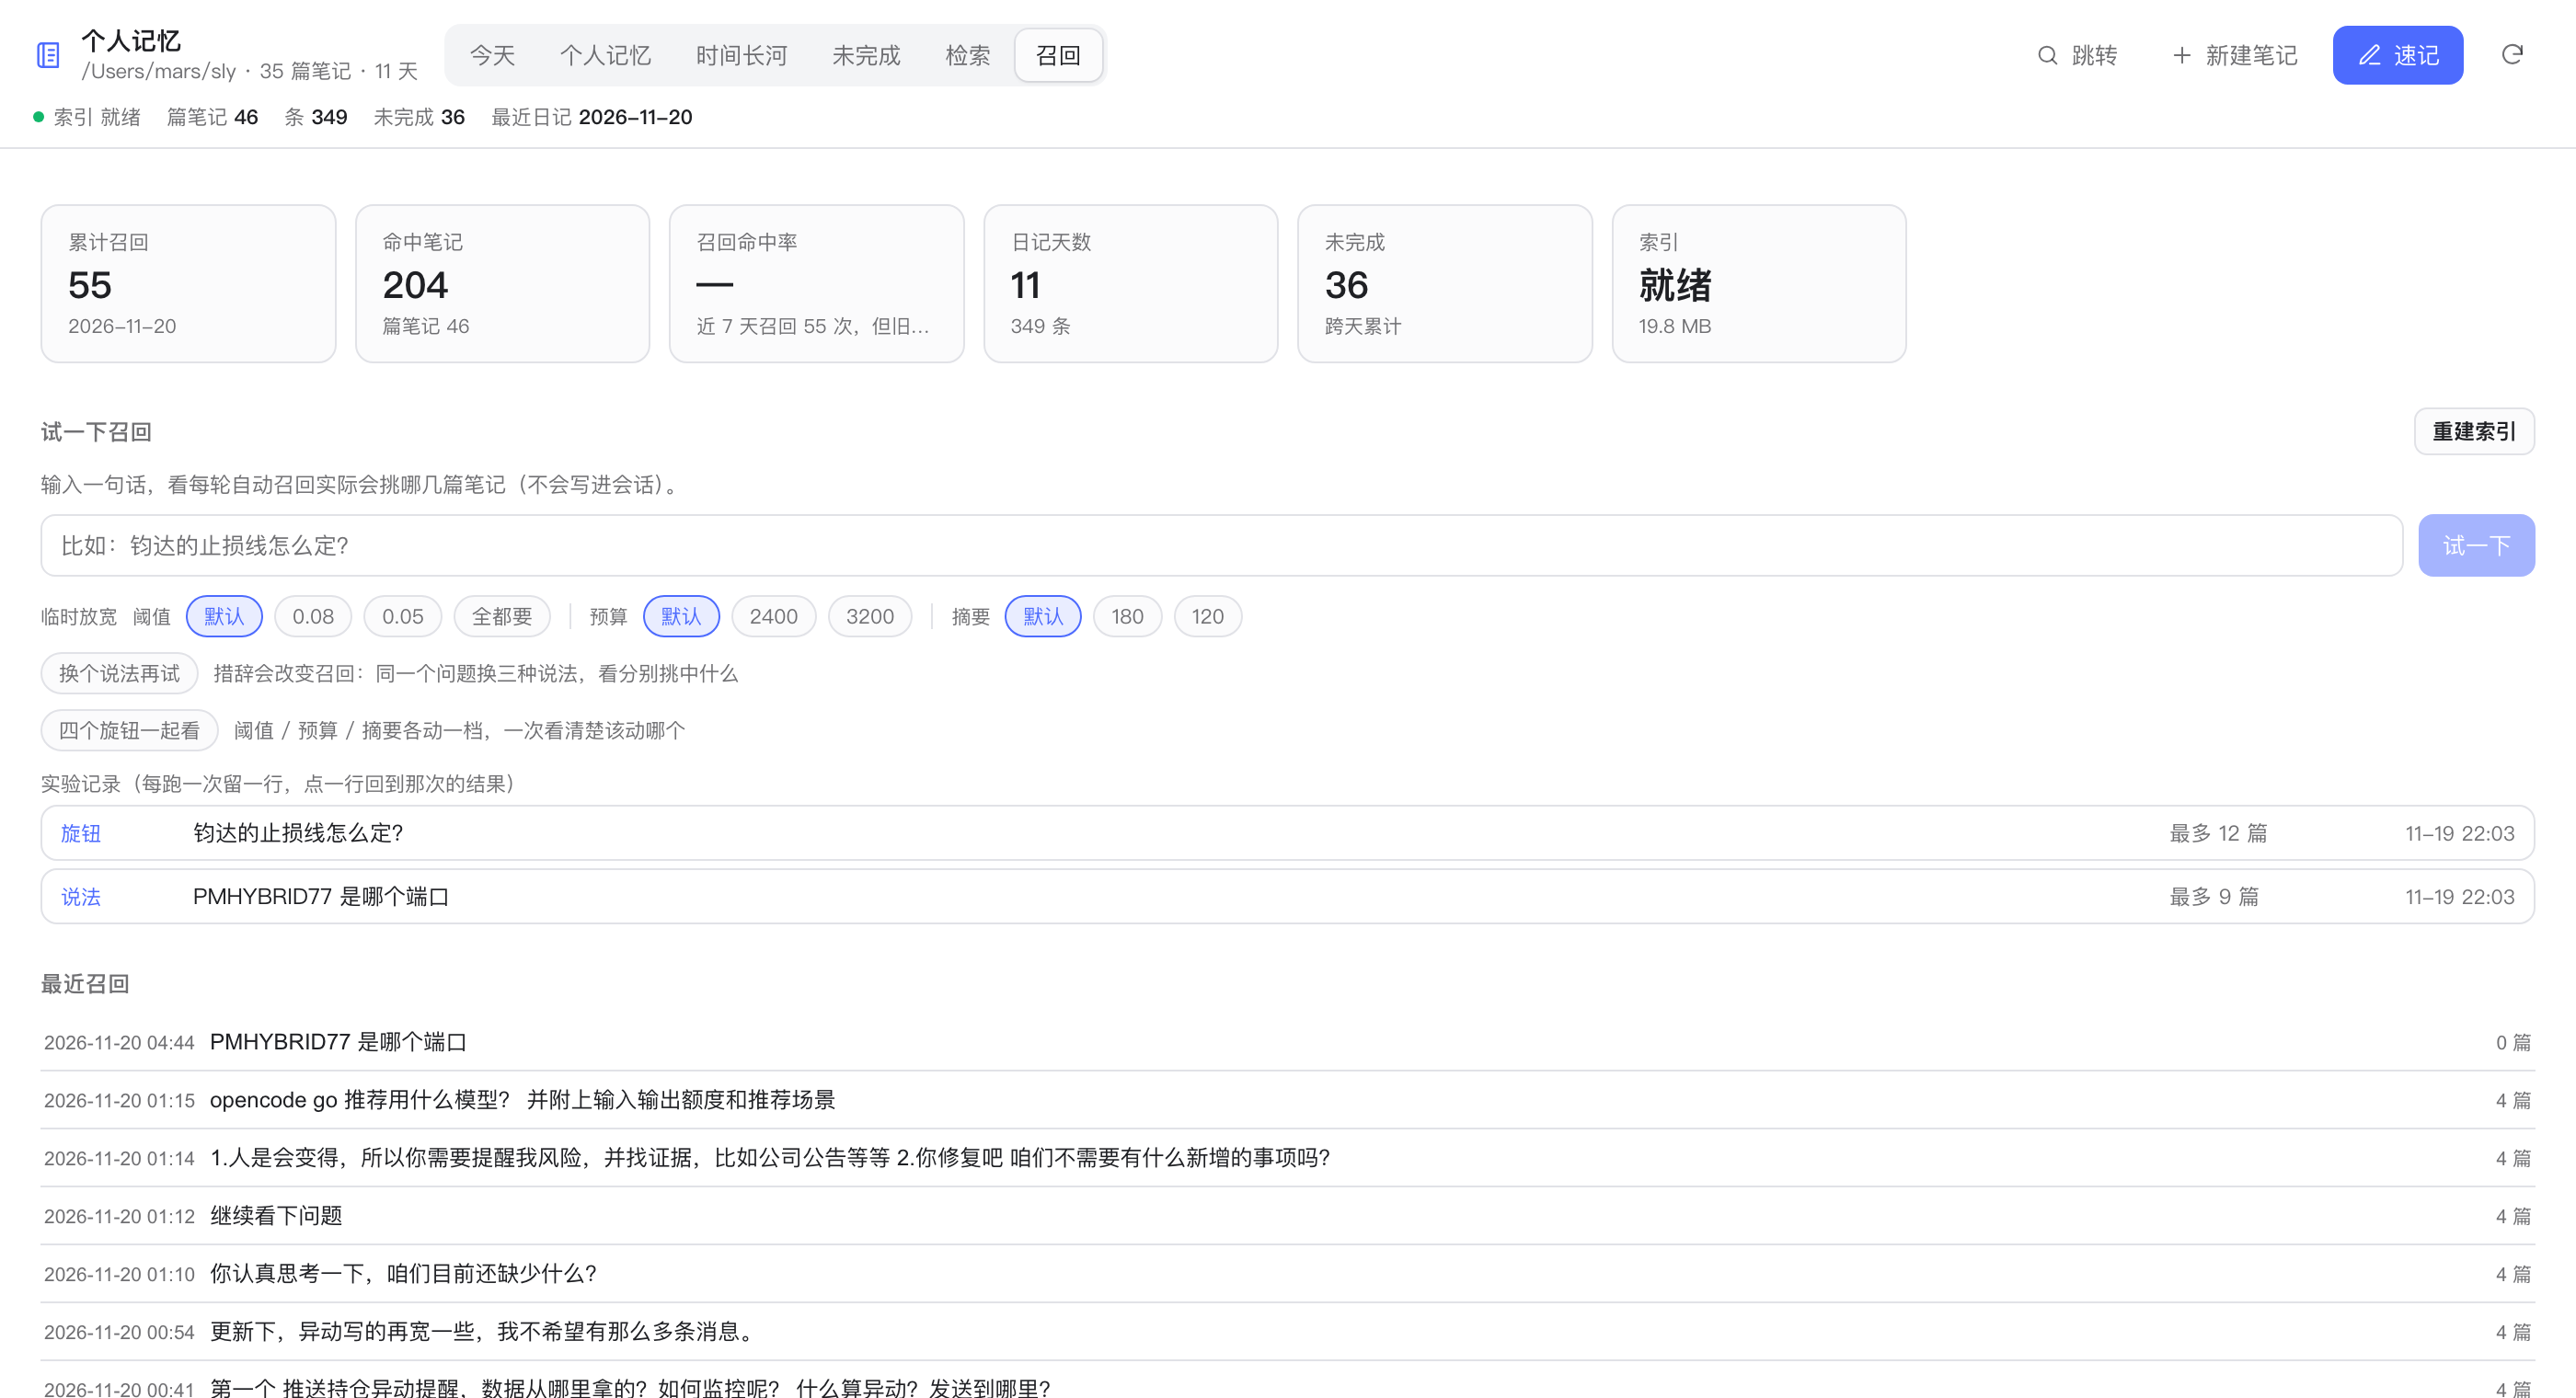 个人记忆
/Users/mars/sly · 35 篇笔记 · 11 天
今天 个人记忆 时间长河 未完成 检索 召回
跳转 新建笔记 速记
索引 就绪 篇笔记 46 条 349 未完成 36 最近日记 2026-11-20
累计召回
55
2026-11-20
命中笔记
204
篇笔记 46
召回命中率
—
近 7 天召回 55 次，但旧...
日记天数
11
349 条
未完成
36
跨天累计
索引
就绪
19.8 MB
试一下召回
重建索引
输入一句话，看每轮自动召回实际会挑哪几篇笔记（不会写进会话）。
比如：钧达的止损线怎么定？
试一下
临时放宽 阈值 默认 0.08 0.05 全都要 预算 默认 2400 3200 摘要 默认 180 120
换个说法再试 措辞会改变召回：同一个问题换三种说法，看分别挑中什么
四个旋钮一起看 阈值 / 预算 / 摘要各动一档，一次看清楚该动哪个
实验记录（每跑一次留一行，点一行回到那次的结果）
旋钮 钧达的止损线怎么定？ 最多 12 篇 11-19 22:03
说法 PMHYBRID77 是哪个端口 最多 9 篇 11-19 22:03
最近召回
2026-11-20 04:44 PMHYBRID77 是哪个端口 0 篇
2026-11-20 01:15 opencode go 推荐用什么模型？ 并附上输入输出额度和推荐场景 4 篇
2026-11-20 01:14 1.人是会变得，所以你需要提醒我风险，并找证据，比如公司公告等等 2.你修复吧 咱们不需要有什么新增的事项吗？ 4 篇
2026-11-20 01:12 继续看下问题 4 篇
2026-11-20 01:10 你认真思考一下，咱们目前还缺少什么？ 4 篇
2026-11-20 00:54 更新下，异动写的再宽一些，我不希望有那么多条消息。 4 篇
2026-11-20 00:41 第一个 推送持仓异动提醒，数据从哪里拿的？如何监控呢？ 什么算异动？发送到哪里？ 4 篇